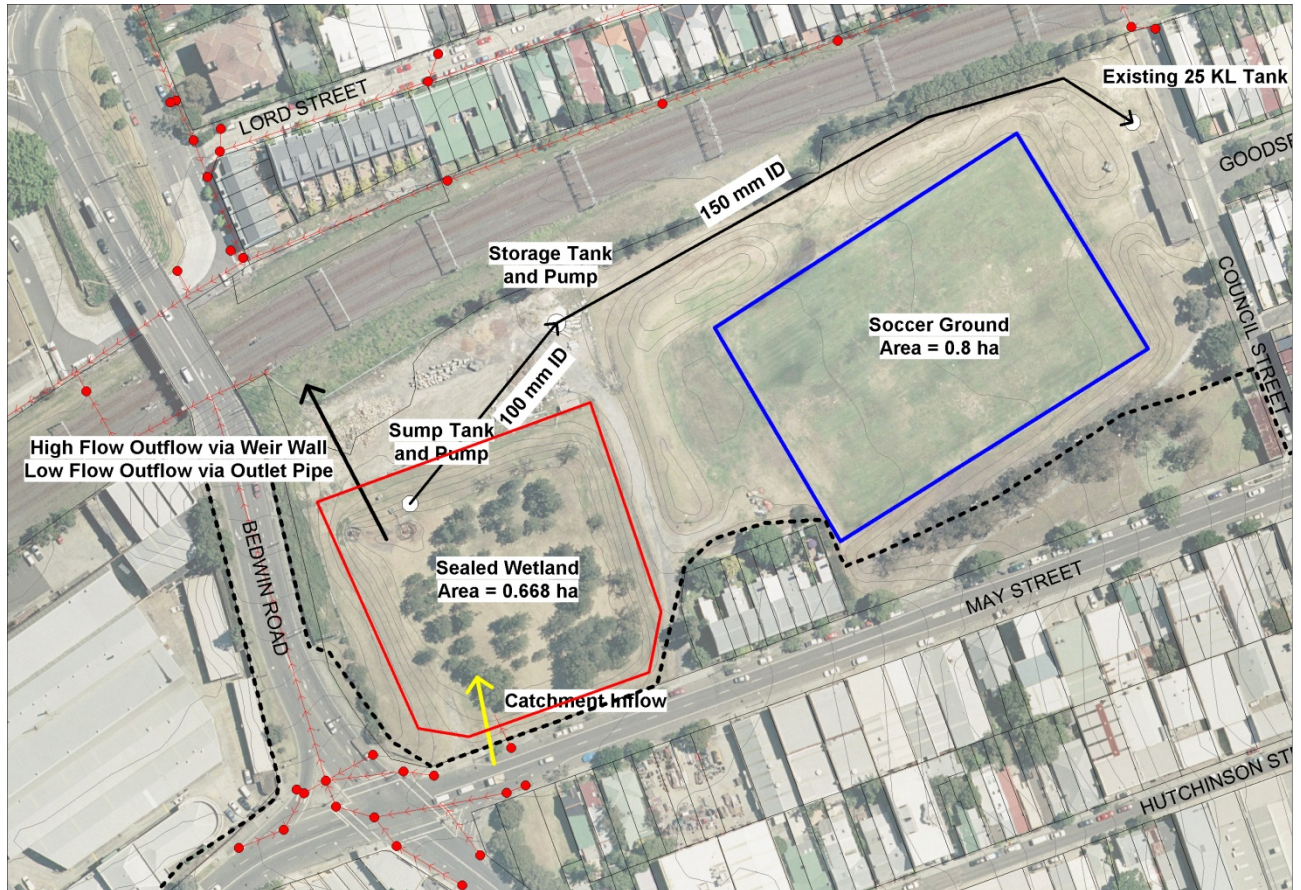 LORD STREET
Existing 25 KL Tank
GOODSE
150 mm ID
Storage Tank
and Pump
COUNCIL STREET
Soccer Ground
Area = 0.8 ha
100 mm ID
Sump Tank
and Pump
High Flow Outflow via Weir Wall
Low Flow Outflow via Outlet Pipe
BEDWIN ROAD
Sealed Wetland
Area = 0.668 ha
MAY STREET
Catchment Inflow
HUTCHINSON ST